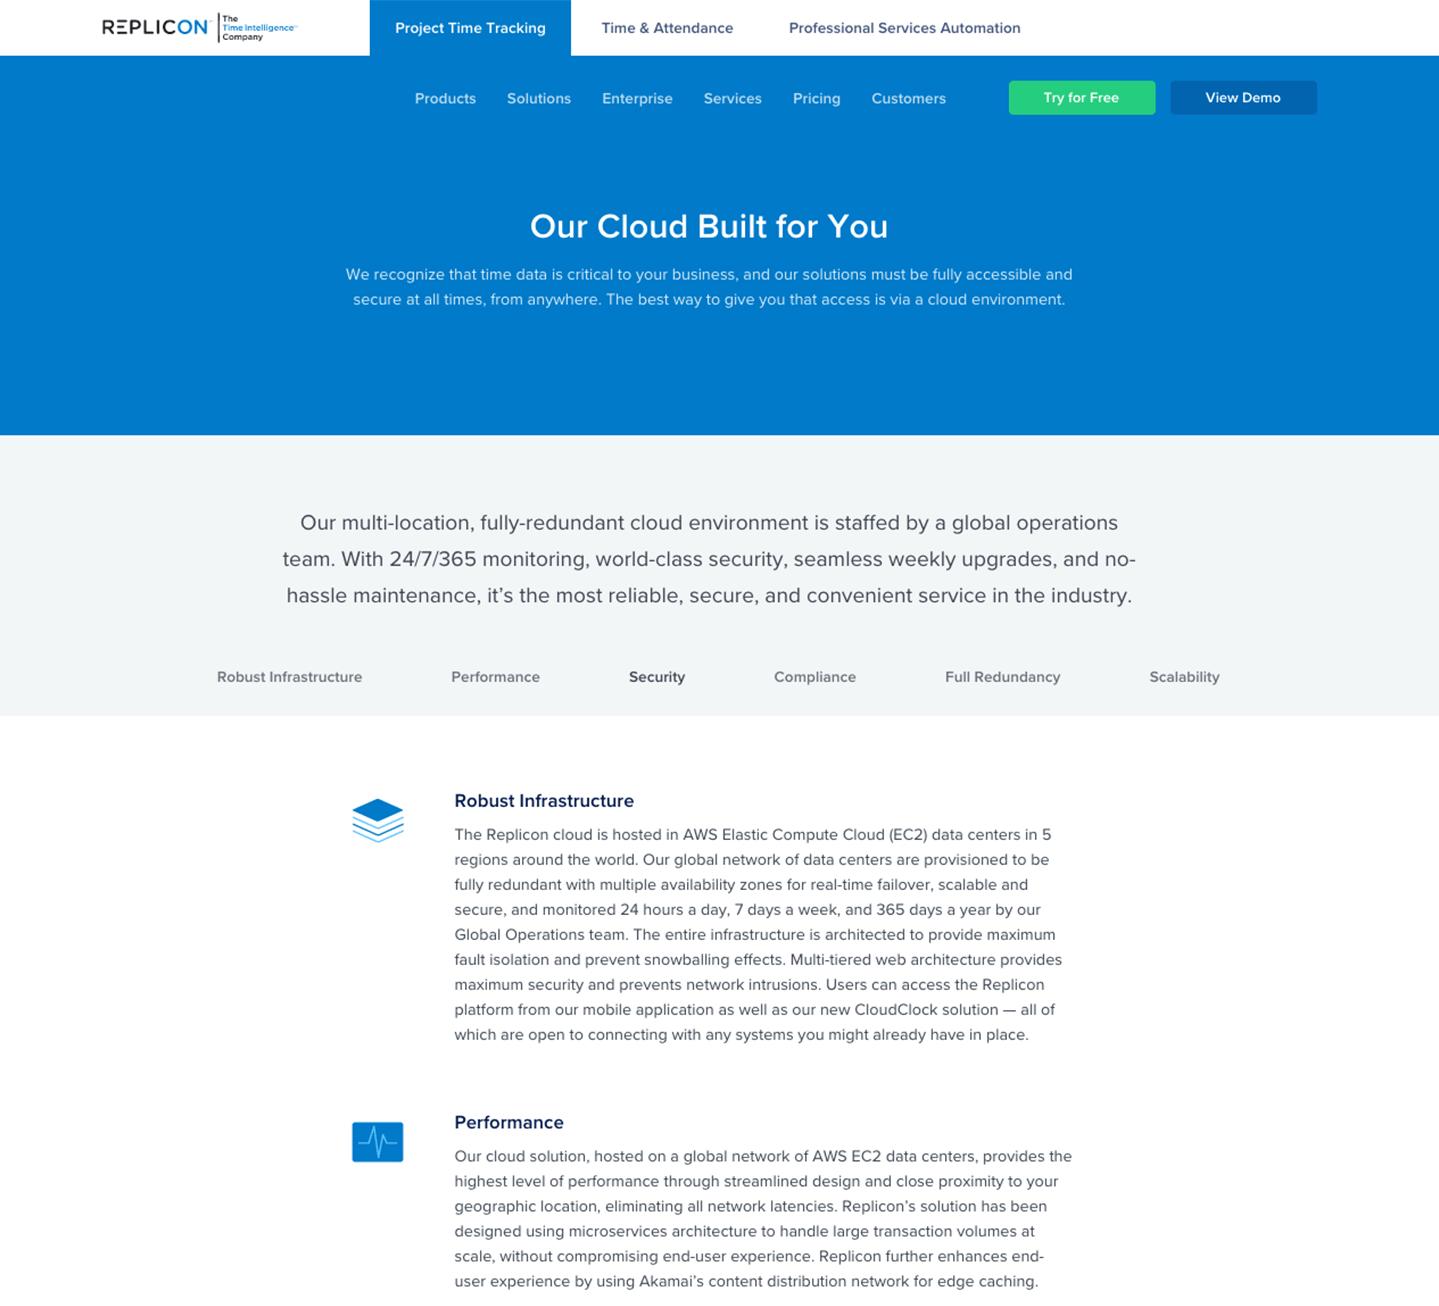 REPLICON The
Time Intelligence™
Company
Project Time Tracking
Time & Attendance
Professional Services Automation
Products
Solutions
Enterprise
Services
Pricing
Customers
Try for Free
View Demo
Our Cloud Built for You
We recognize that time data is critical to your business, and our solutions must be fully accessible and
secure at all times, from anywhere. The best way to give you that access is via a cloud environment.
Our multi-location, fully-redundant cloud environment is staffed by a global operations
team. With 24/7/365 monitoring, world-class security, seamless weekly upgrades, and no-
hassle maintenance, it’s the most reliable, secure, and convenient service in the industry.
Robust Infrastructure
Performance
Security
Compliance
Full Redundancy
Scalability
Robust Infrastructure
The Replicon cloud is hosted in AWS Elastic Compute Cloud (EC2) data centers in 5
regions around the world. Our global network of data centers are provisioned to be
fully redundant with multiple availability zones for real-time failover, scalable and
secure, and monitored 24 hours a day, 7 days a week, and 365 days a year by our
Global Operations team. The entire infrastructure is architected to provide maximum
fault isolation and prevent snowballing effects. Multi-tiered web architecture provides
maximum security and prevents network intrusions. Users can access the Replicon
platform from our mobile application as well as our new CloudClock solution — all of
which are open to connecting with any systems you might already have in place.
Performance
Our cloud solution, hosted on a global network of AWS EC2 data centers, provides the
highest level of performance through streamlined design and close proximity to your
geographic location, eliminating all network latencies. Replicon’s solution has been
designed using microservices architecture to handle large transaction volumes at
scale, without compromising end-user experience. Replicon further enhances end-
user experience by using Akamai’s content distribution network for edge caching.